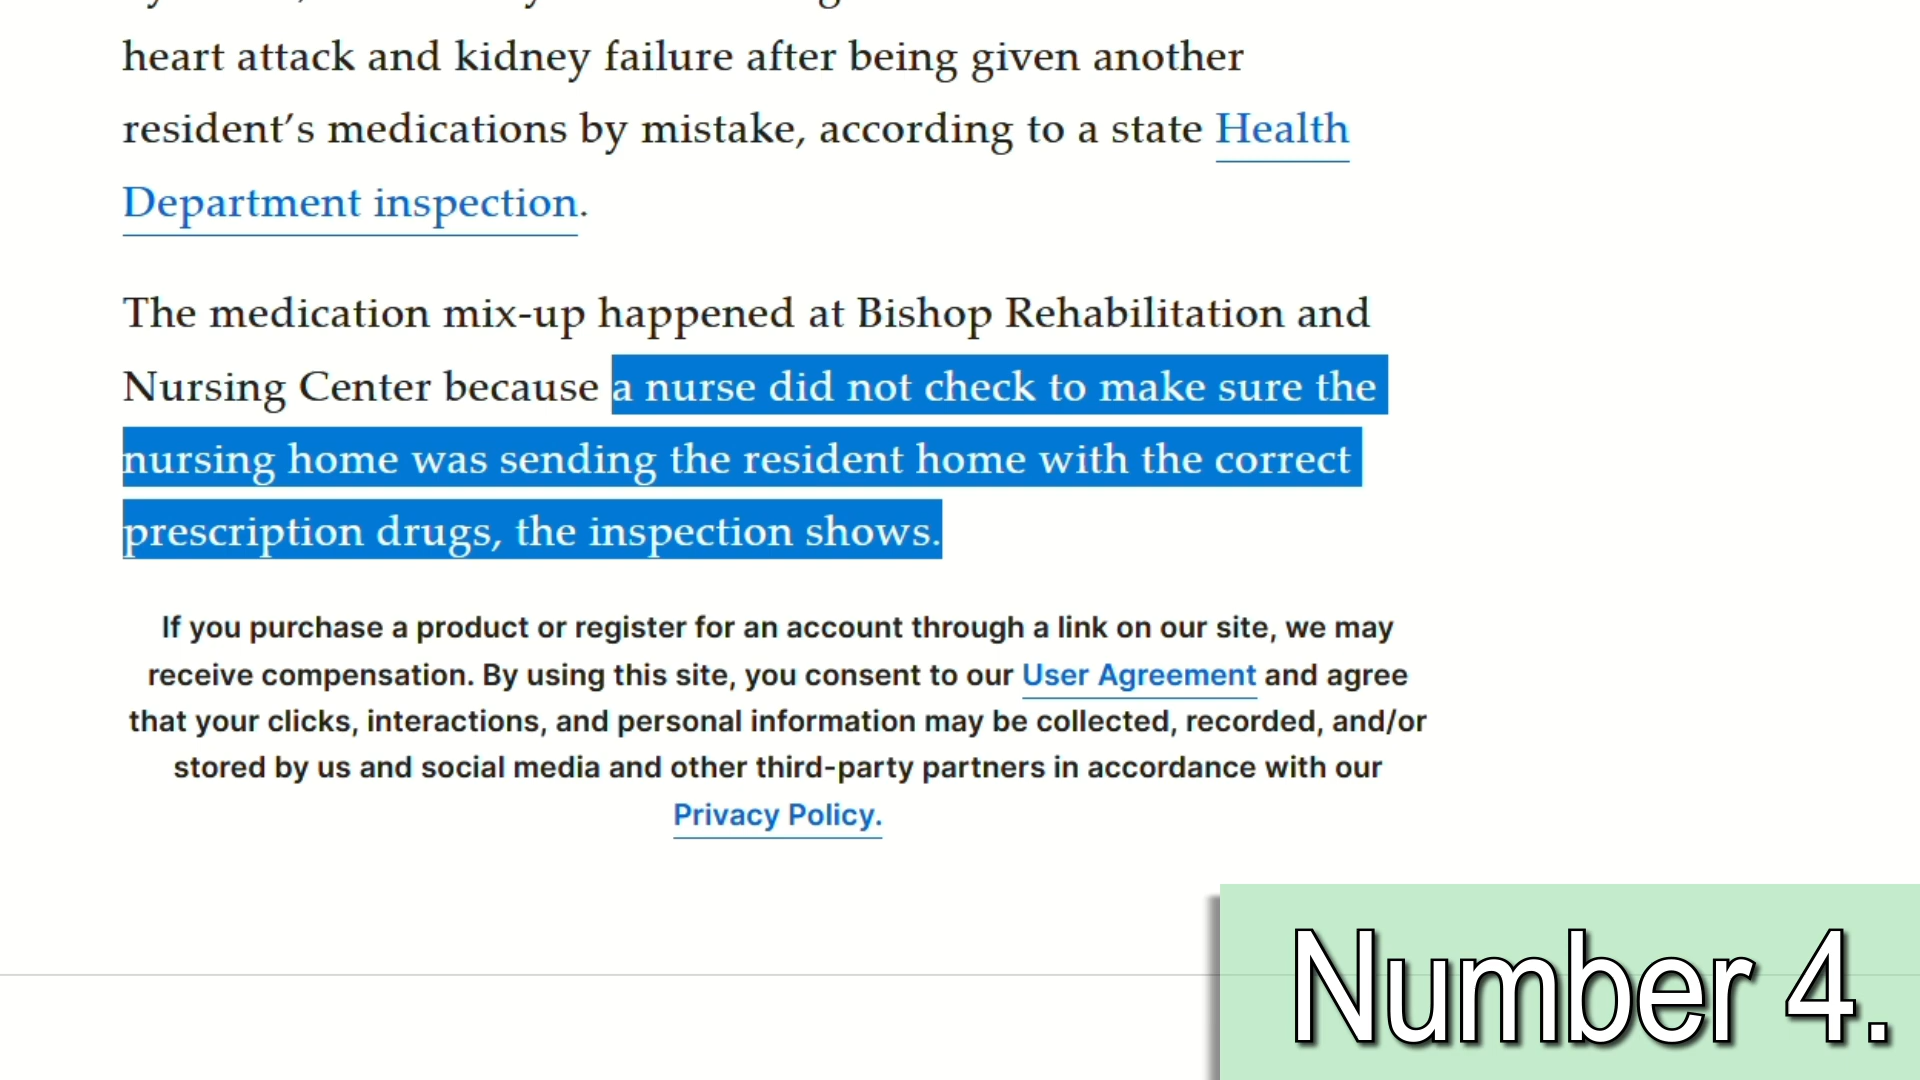 heart attack and kidney failure after being given another
resident’s medications by mistake, according to a state Health
Department inspection.
The medication mix-up happened at Bishop Rehabilitation and
Nursing Center because a nurse did not check to make sure the
nursing home was sending the resident home with the correct
prescription drugs, the inspection shows.
If you purchase a product or register for an account through a link on our site, we may
receive compensation. By using this site, you consent to our User Agreement and agree
that your clicks, interactions, and personal information may be collected, recorded, and/or
stored by us and social media and other third-party partners in accordance with our
Privacy Policy.
Number 4.